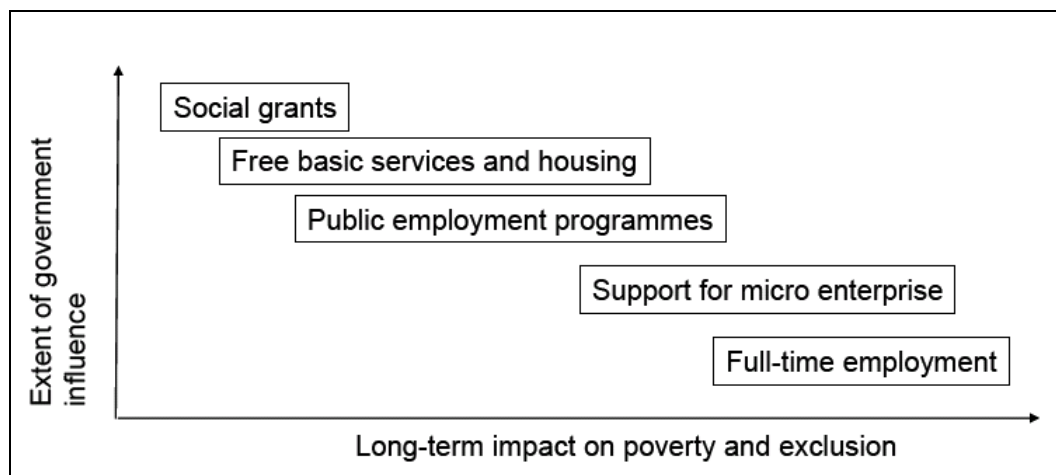 Social grants
Free basic services and housing
Public employment programmes
Support for micro enterprise
Full-time employment
Extent of government
influence
Long-term impact on poverty and exclusion